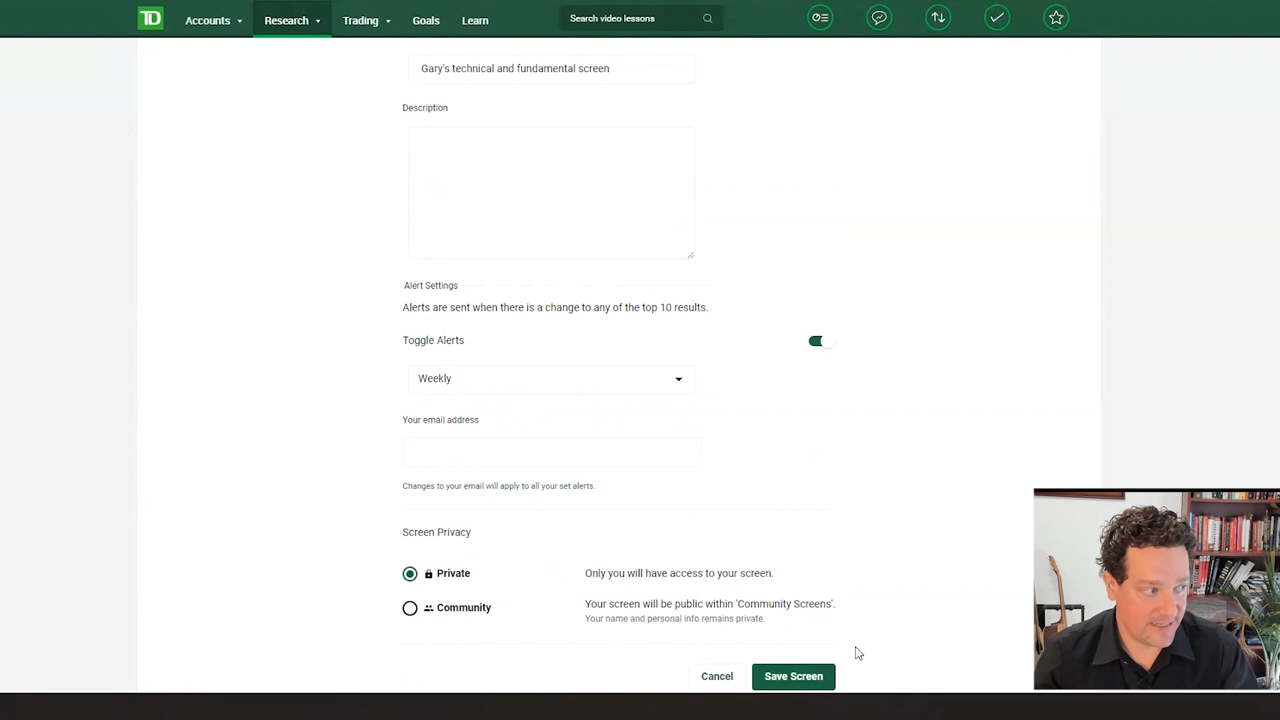 TD
Accounts
Research
Trading
Goals
Learn
Search video lessons
Gary's technical and fundamental screen
Description
Alert Settings
Alerts are sent when there is a change to any of the top 10 results.
Toggle Alerts
Weekly
Your email address
Changes to your email will apply to all your set alerts.
Screen Privacy
Private
Only you will have access to your screen.
Community
Your screen will be public within 'Community Screens'.
Your name and personal info remains private.
Cancel
Save Screen